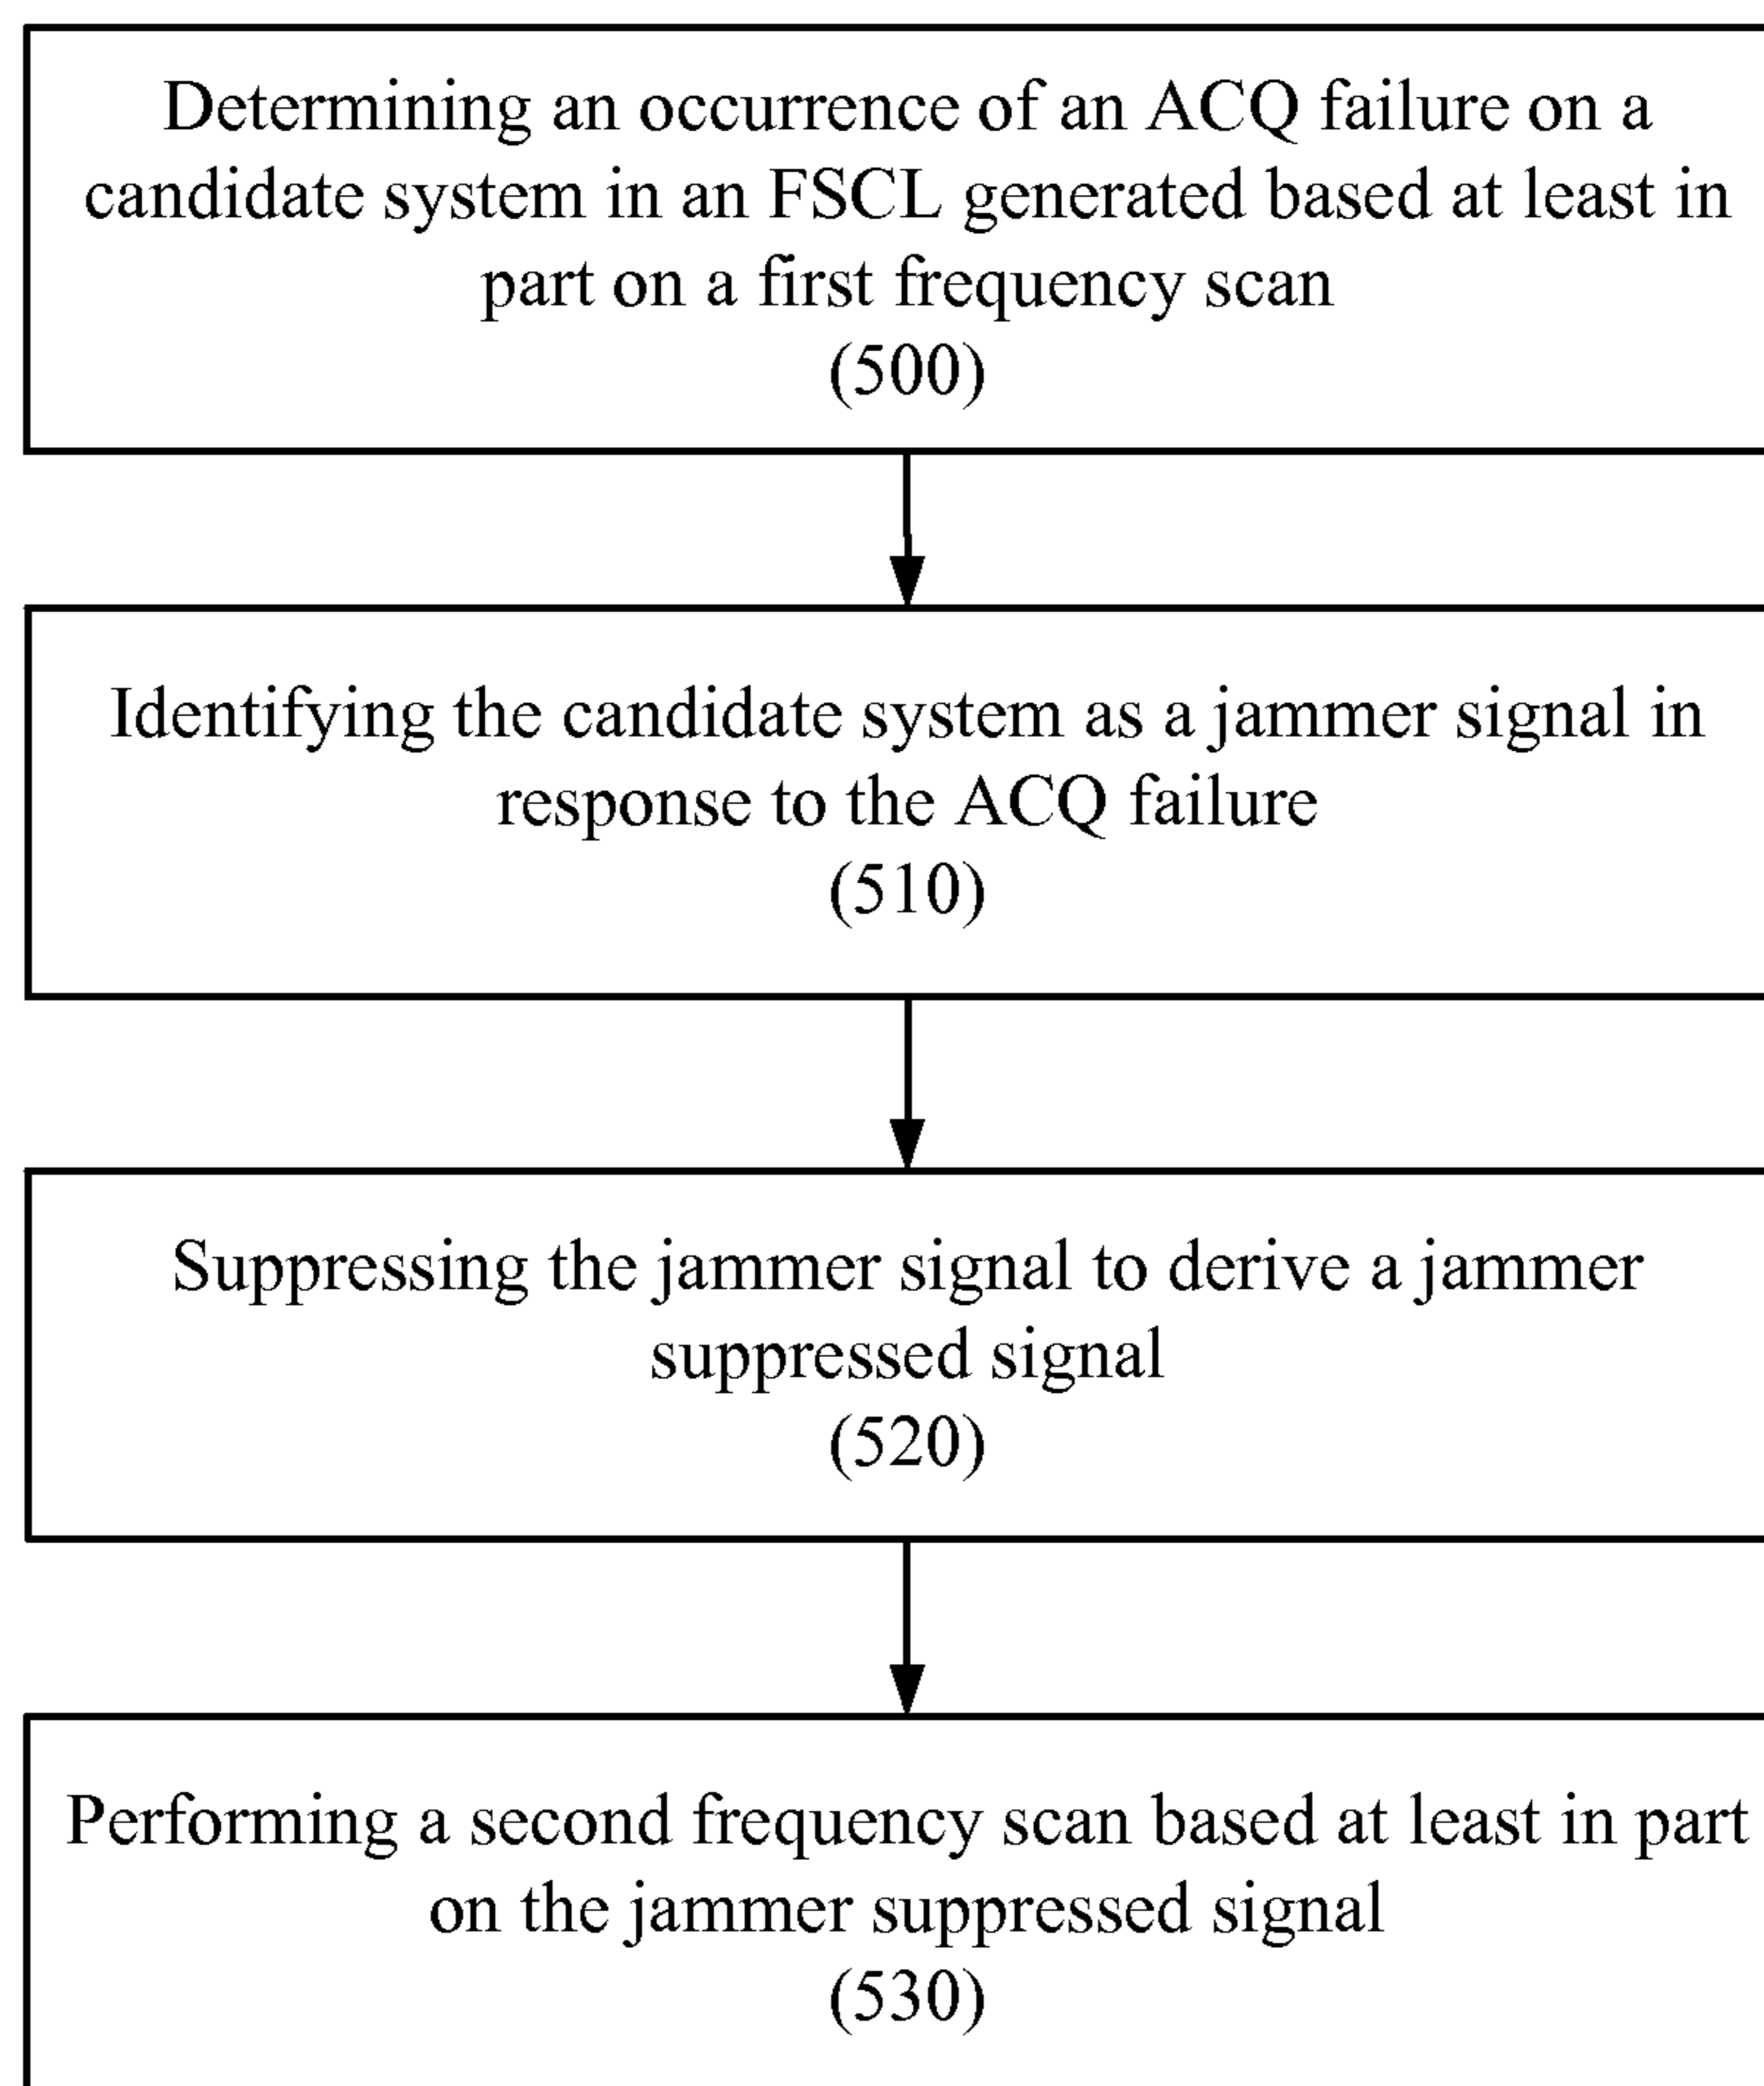 Determining an occurrence of an ACQ failure on a
candidate system in an FSCL generated based at least in
part on a first frequency scan
(500)
Identifying the candidate system as a jammer signal in
response to the ACQ failure
(510)
Suppressing the jammer signal to derive a jammer
suppressed signal
(520)
Performing a second frequency scan based at least in part
on the jammer suppressed signal
(530)